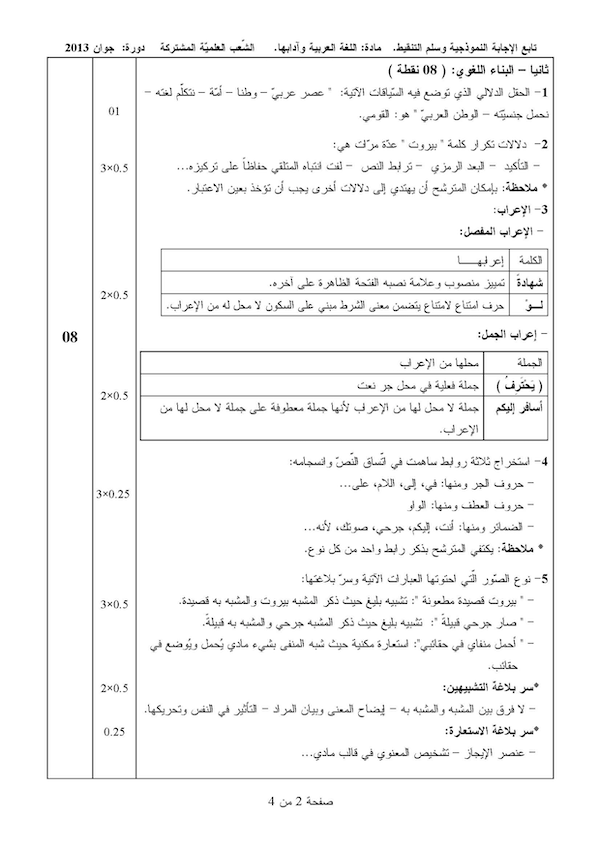 تابع الإجابة النموذجية وسلم التنقيط. مادة: اللغة العربية وآدابها. الشّعب العلميّة المشتركة دورة: جوان 2013
ثانيا – البناء اللغوي: ( 08 نقطة )
1- الحقل الدلالي الذي توضع فيه السّياقات الآتية: " عصر عربيّ – وطنا – أمّة – نتكلّم لغته –
نحمل جنسيّته – الوطن العربيّ " هو: القومي.
01
2- دلالات تكرار كلمة " بيروت " عدّة مرّات هي:
– التأكيد – البعد الرمزي – ترابط النص – لفت انتباه المتلقي حفاظاً على تركيزه...
3×0.5
* ملاحظة: بإمكان المترشح أن يهتدي إلى دلالات أخرى يجب أن تؤخذ بعين الاعتبار.
3- الإعراب:
– الإعراب المفصل:
الكلمة إعرابهـــا
شهادةً تمييز منصوب وعلامة نصبه الفتحة الظاهرة على آخره.
لـــوْ حرف امتناع لامتناع يتضمن معنى الشرط مبني على السكون لا محل له من الإعراب.
2×0.5
– إعراب الجمل:
08
الجملة محلها من الإعراب
( يَحْتَرِفُ ) جملة فعلية في محل جر نعت
أسافر إليكم جملة لا محل لها من الإعراب لأنها جملة معطوفة على جملة لا محل لها من
الإعراب.
2×0.5
4- استخراج ثلاثة روابط ساهمت في اتّساق النّصّ وانسجامه:
– حروف الجر ومنها: في، إلى، اللام، على...
3×0.25
– حروف العطف ومنها: الواو
– الضمائر ومنها: أنت، إليكم، جرحي، صوتك، لأنه...
* ملاحظة: يكتفي المترشح بذكر رابط واحد من كل نوع.
5- نوع الصّور الّتي احتوتها العبارات الآتية وسرّ بلاغتها:
– " بيروت قصيدة مطعونة ": تشبيه بليغ حيث ذكر المشبه بيروت والمشبه به قصيدة.
3×0.5
– " صار جرحي قبيلةً ": تشبيه بليغ حيث ذكر المشبه جرحي والمشبه به قبيلةً.
– " أحمل منفاي في حقائبي": استعارة مكنية حيث شبه المنفى بشيء مادي يُحمل ويُوضع في
حقائب.
*سر بلاغة التشبيهين:
2×0.5
– لا فرق بين المشبه والمشبه به – إيضاح المعنى وبيان المراد – التأثير في النفس وتحريكها.
*سر بلاغة الاستعارة:
0.25
– عنصر الإيجاز – تشخيص المعنوي في قالب مادي...
صفحة 2 من 4